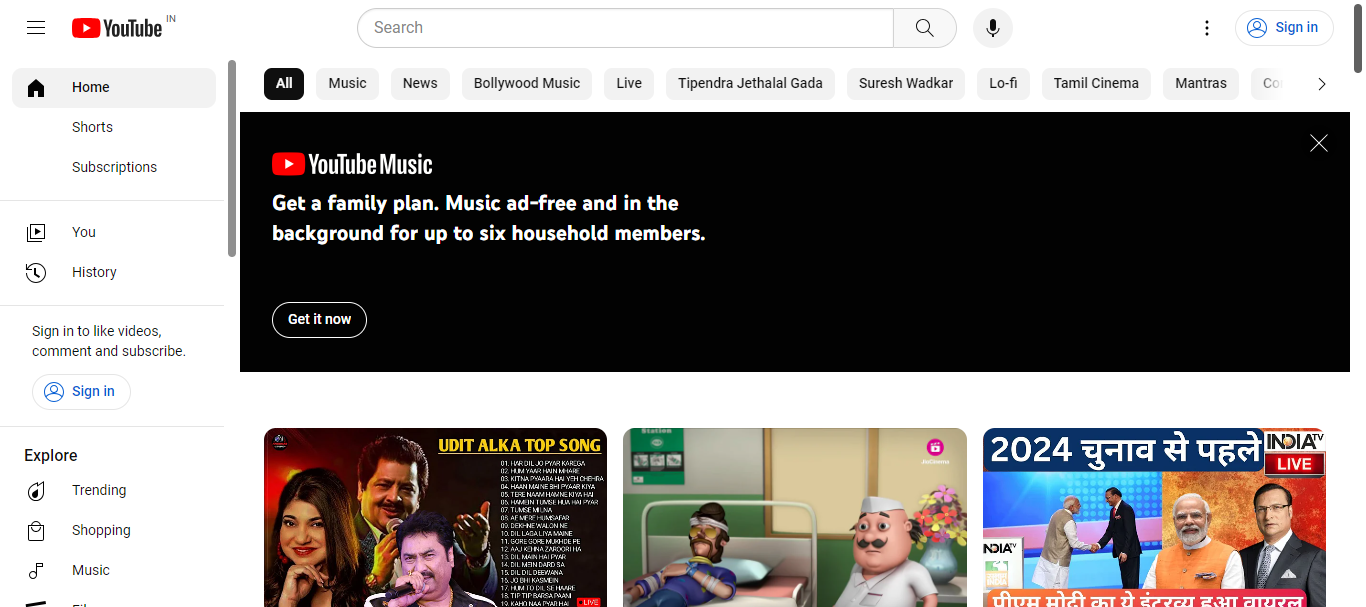 YouTube IN
Search
Sign in
Home
Shorts
Subscriptions
You
History
Sign in to like videos,
comment and subscribe.
Sign in
Explore
Trending
Shopping
Music
All
Music
News
Bollywood Music
Live
Tipendra Jethalal Gada
Suresh Wadkar
Lo-fi
Tamil Cinema
Mantras
YouTube Music
Get a family plan. Music ad-free and in the
background for up to six household members.
Get it now
UDIT ALKA TOP SONG
01. HAR DIL JO PYAR KAREGA
02. HUM YAAR HAIN MHARE
03. KITNA PYAARA HAI YEH CHEHRA
04. HAAN MAINE BHI PYAAR KIYA
05. TERE NAAM HAMNE KIYA HAI
06. HAMEIN TUMSE HUA HAI PYAR
07. TUMSE MILNA
08. AE MERE HUMSAFAR
09. DEKHNE WALON NE
10. DIL LAGA LIYA MAINE
11. GORE GORE MUKHDE PE
12. AAJ KEHNA ZAROORI HA
13. DIL MAIN HAI PYAR
14. DIL MEIN DARD SA
15. DIL DIL DEEWANA
16. JO BHI KASMEIN
17. HUM TO DIL SE HAARE
18. TIP TIP BARSA PAANI
19. KAHO NAA PYAR HAI
LIVE
Station
JioCinema
2024 चुनाव से पहले
INDIA TV
LIVE
INDIA TV
पीएम मोदी का ये इंटरव्यू हुआ वायरल